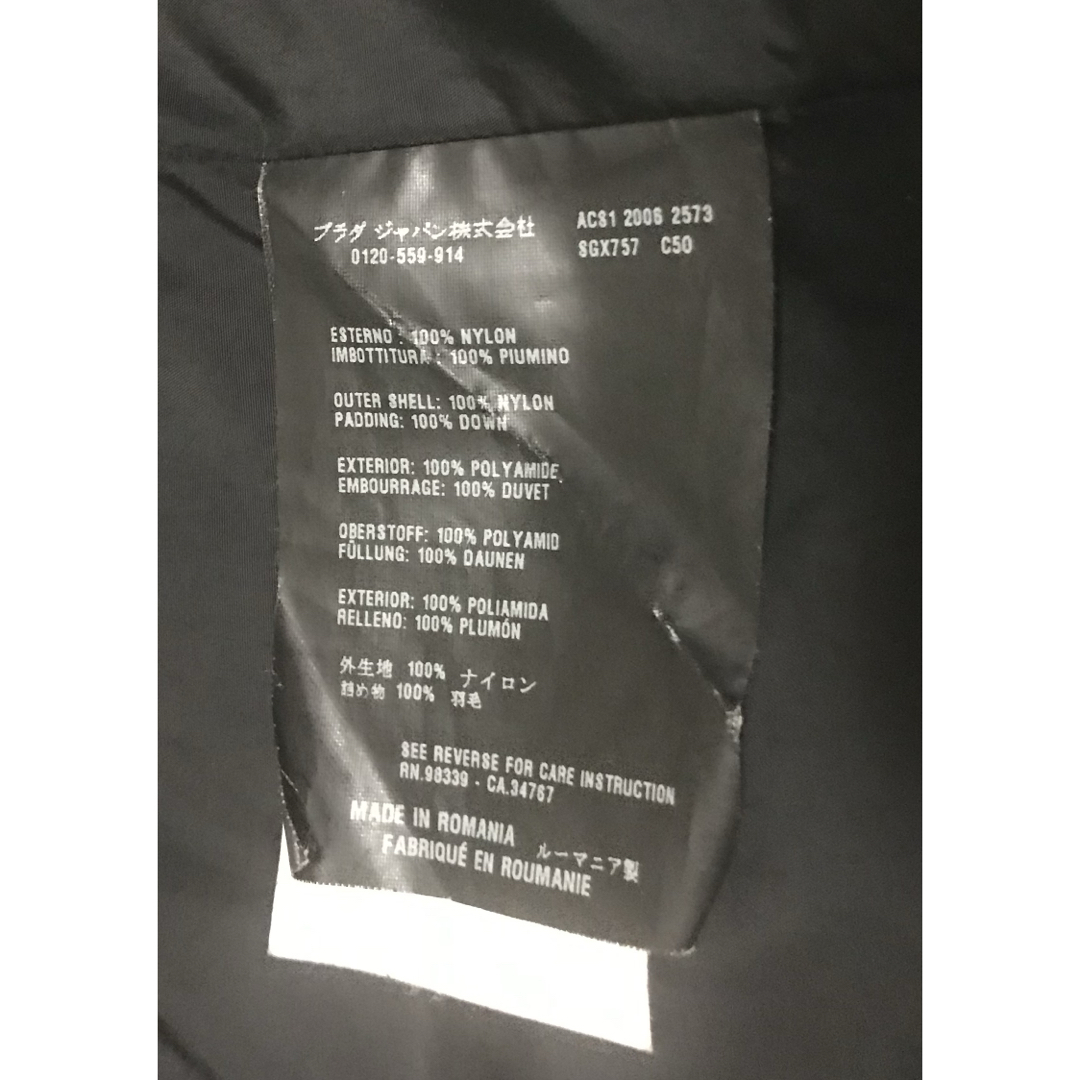 プラダ ジャパン株式会社
0120-559-914
ACS1 2006 2573
SGX757 C50
ESTERNO : 100% NYLON
IMBOTTITURA : 100% PIUMINO
OUTER SHELL: 100% NYLON
PADDING: 100% DOWN
EXTERIOR: 100% POLYAMIDE
EMBOURRAGE: 100% DUVET
OBERSTOFF: 100% POLYAMID
FÜLLUNG: 100% DAUNEN
EXTERIOR: 100% POLIAMIDA
RELLENO: 100% PLUMÓN
外生地 100% ナイロン
詰め物 100% 羽毛
SEE REVERSE FOR CARE INSTRUCTION
RN.98339 - CA.34767
MADE IN ROMANIA
ルーマニア製
FABRIQUÉ EN ROUMANIE